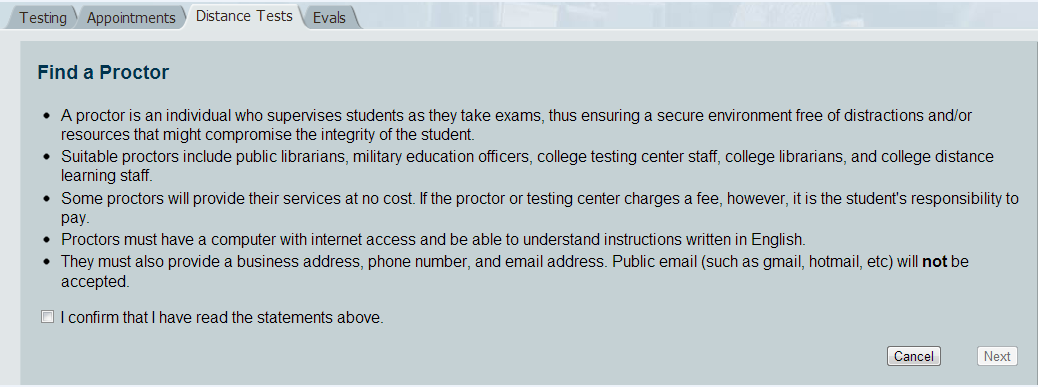 Testing Appointments Distance Tests Evals
Find a Proctor
• A proctor is an individual who supervises students as they take exams, thus ensuring a secure environment free of distractions and/or
resources that might compromise the integrity of the student.
• Suitable proctors include public librarians, military education officers, college testing center staff, college librarians, and college distance
learning staff.
• Some proctors will provide their services at no cost. If the proctor or testing center charges a fee, however, it is the student's responsibility to
pay.
• Proctors must have a computer with internet access and be able to understand instructions written in English.
• They must also provide a business address, phone number, and email address. Public email (such as gmail, hotmail, etc) will not be
accepted.
I confirm that I have read the statements above.
Cancel Next